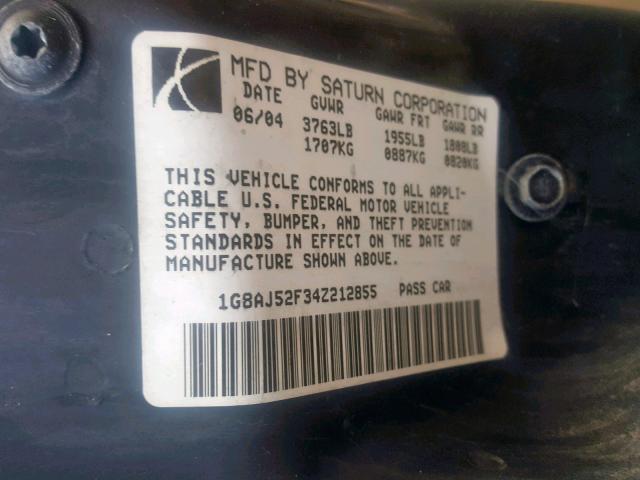 MFD BY SATURN CORPORATION
DATE GVWR GAWR FRT GAWR RR
06/04 3763LB 1955LB 1808LB
1707KG 0887KG 0820KG
THIS VEHICLE CONFORMS TO ALL APPLI-
CABLE U.S. FEDERAL MOTOR VEHICLE
SAFETY, BUMPER, AND THEFT PREVENTION
STANDARDS IN EFFECT ON THE DATE OF
MANUFACTURE SHOWN ABOVE.
1G8AJ52F34Z212855 PASS CAR